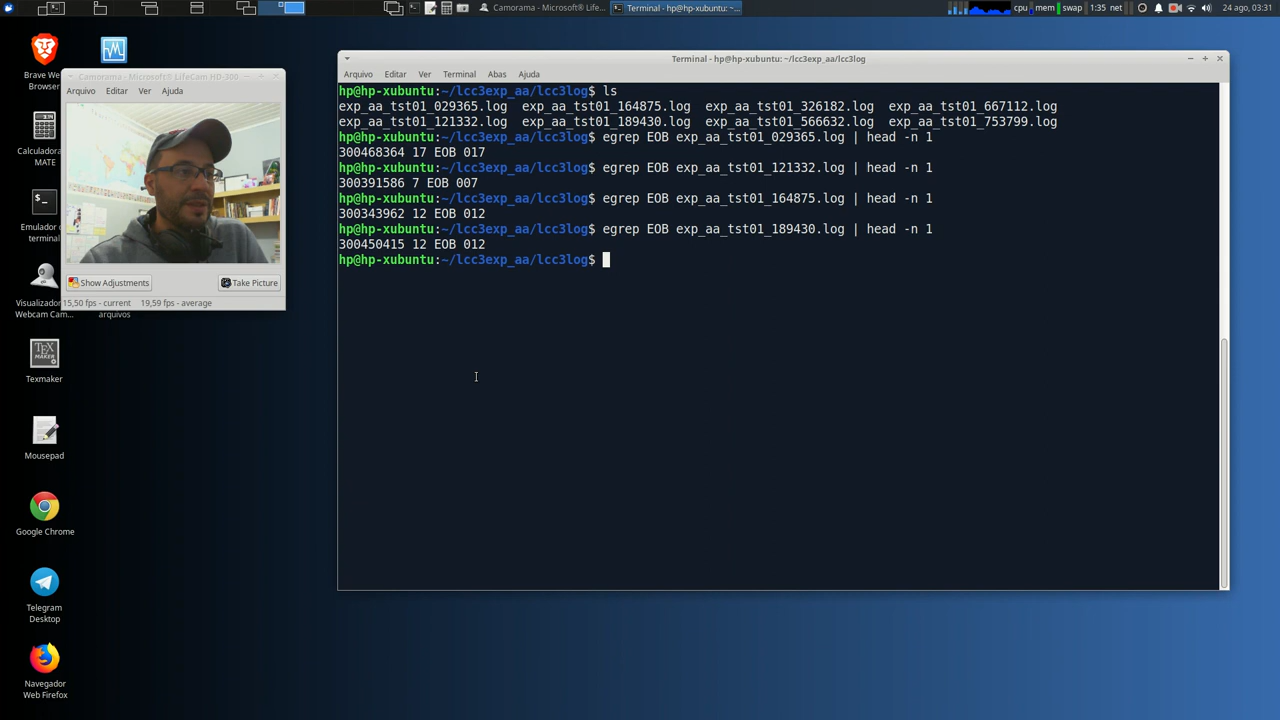 Camorama - Microsoft® Life...
Terminal - hp@hp-xubuntu: ~...
cpu
mem
swap
1:35
net
24 ago, 03:31
Brave Web
Browser
Calculadora
MATE
Emulador de
terminal
Visualizador
Webcam Cam...
arquivos
TEX
MAKER
Texmaker
Mousepad
Google Chrome
Telegram
Desktop
Navegador
Web Firefox
Camorama - Microsoft® LifeCam HD-300
Arquivo Editar Ver Ajuda
Show Adjustments
Take Picture
15,50 fps - current 19,59 fps - average
Terminal - hp@hp-xubuntu: ~/lcc3exp_aa/lcc3log
Arquivo Editar Ver Terminal Abas Ajuda
hp@hp-xubuntu:~/lcc3exp_aa/lcc3log$ ls
exp_aa_tst01_029365.log exp_aa_tst01_164875.log exp_aa_tst01_326182.log exp_aa_tst01_667112.log
exp_aa_tst01_121332.log exp_aa_tst01_189430.log exp_aa_tst01_566632.log exp_aa_tst01_753799.log
hp@hp-xubuntu:~/lcc3exp_aa/lcc3log$ egrep EOB exp_aa_tst01_029365.log | head -n 1
300468364 17 EOB 017
hp@hp-xubuntu:~/lcc3exp_aa/lcc3log$ egrep EOB exp_aa_tst01_121332.log | head -n 1
300391586 7 EOB 007
hp@hp-xubuntu:~/lcc3exp_aa/lcc3log$ egrep EOB exp_aa_tst01_164875.log | head -n 1
300343962 12 EOB 012
hp@hp-xubuntu:~/lcc3exp_aa/lcc3log$ egrep EOB exp_aa_tst01_189430.log | head -n 1
300450415 12 EOB 012
hp@hp-xubuntu:~/lcc3exp_aa/lcc3log$